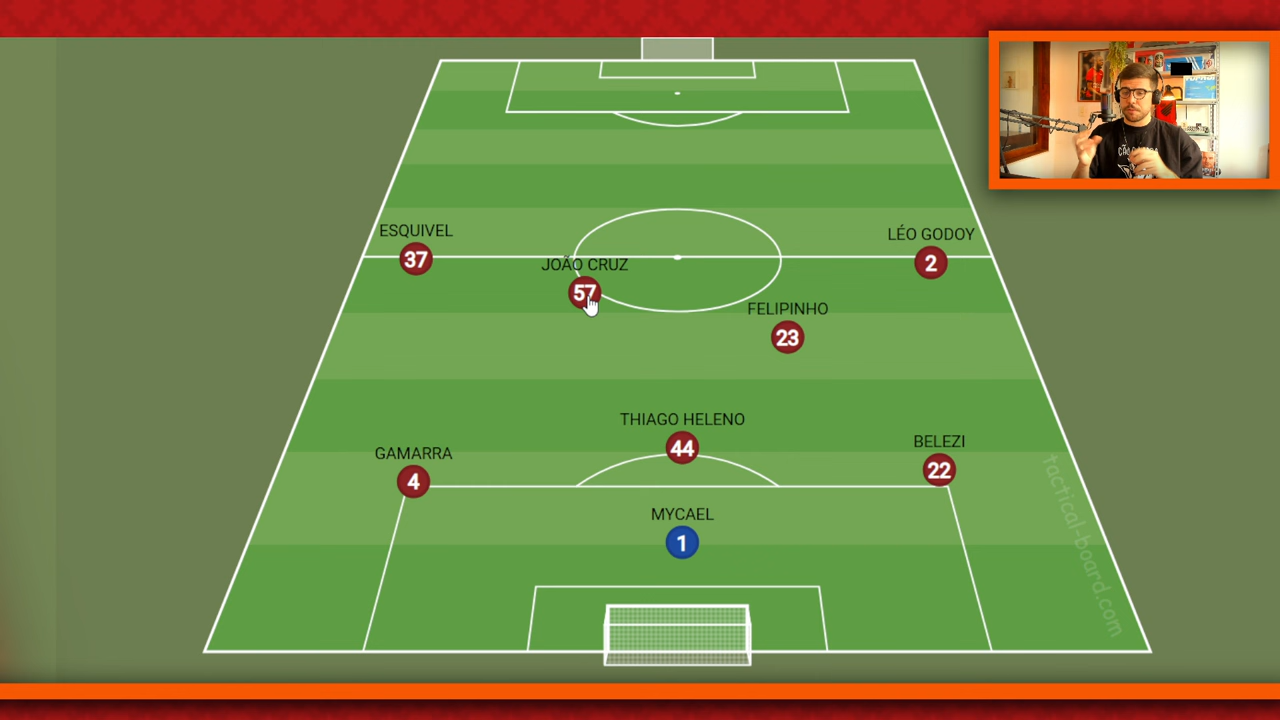 ESQUIVEL
37
LÉO GODOY
2
JOÃO CRUZ
57
FELIPINHO
23
THIAGO HELENO
44
GAMARRA
4
BELEZI
22
MYCAEL
1
tactical-board.com